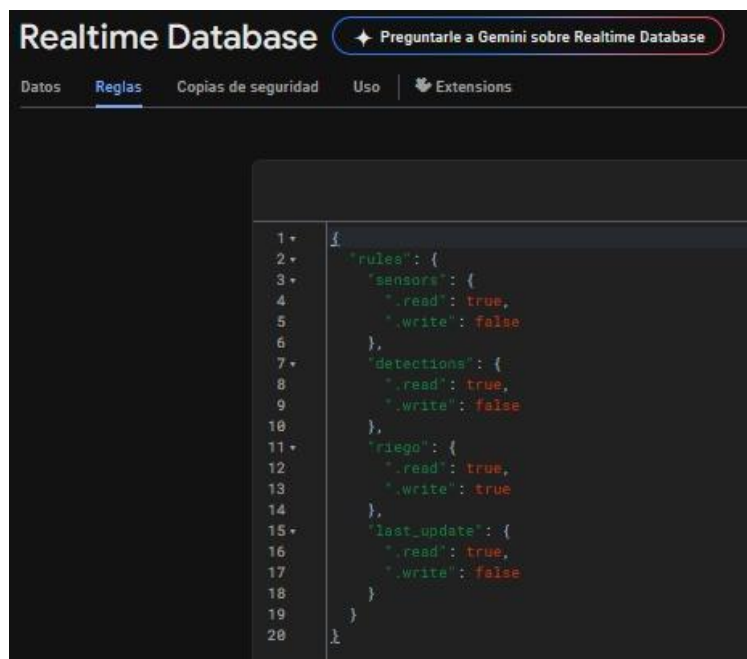 Realtime Database Preguntarle a Gemini sobre Realtime Database
Datos Reglas Copias de seguridad Uso Extensions
1 {
2 "rules": {
3 "sensors": {
4 ".read": true,
5 ".write": false
6 },
7 "detections": {
8 ".read": true,
9 ".write": false
10 },
11 "riego": {
12 ".read": true,
13 ".write": true
14 },
15 "last_update": {
16 ".read": true,
17 ".write": false
18 }
19 }
20 }